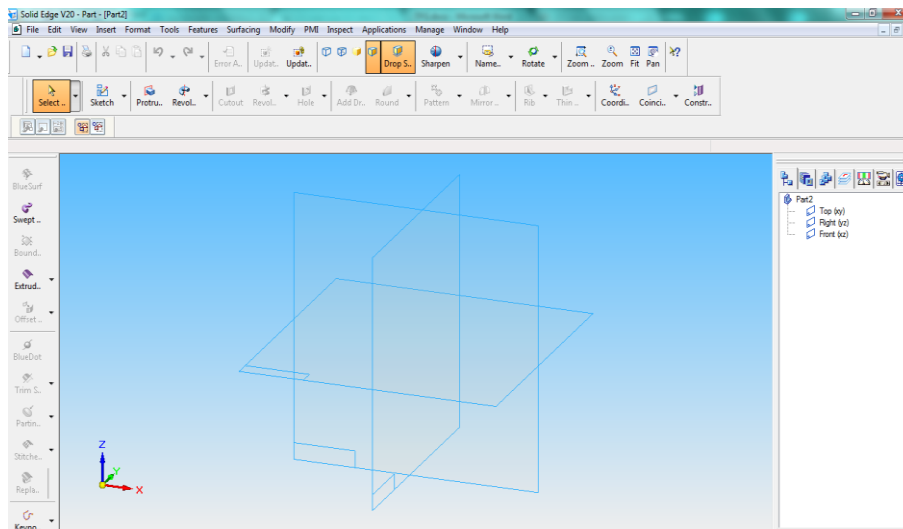 Solid Edge V20 - Part - [Part2]
File Edit View Insert Format Tools Features Surfacing Modify PMI Inspect Applications Manage Window Help
Error A.. Updat.. Updat.. Drop S.. Sharpen Name.. Rotate Zoom .. Zoom Fit Pan
Select .. Sketch Protru.. Revol.. Cutout Revol.. Hole Add Dr.. Round Pattern Mirror .. Rib Thin .. Coordi.. Coinci.. Constr..
BlueSurf
Swept ..
Bound..
Extrud..
Offset ..
BlueDot
Trim S..
Partin..
Stitche..
Repla..
Keypo..
Z
Y
X
Part2
Top (xy)
Right (yz)
Front (xz)